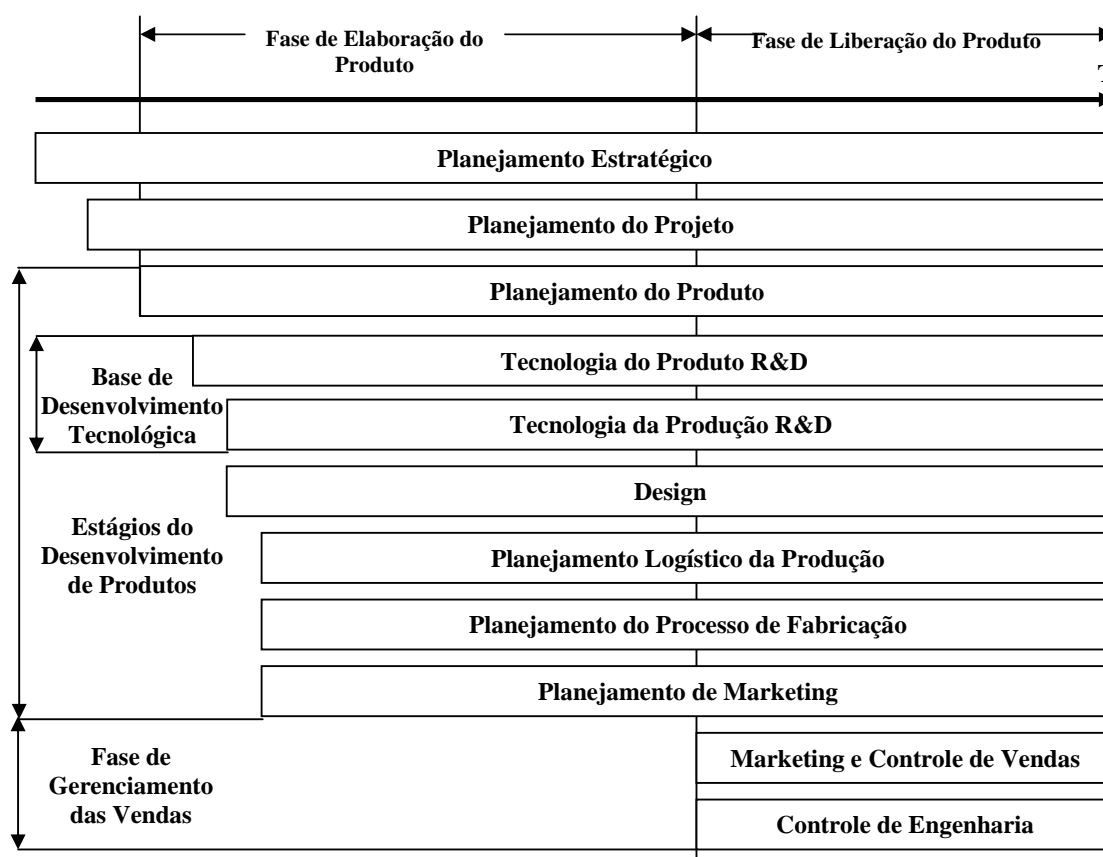 Fase de Elaboração do
Produto
Fase de Liberação do Produto
T
Planejamento Estratégico
Planejamento do Projeto
Planejamento do Produto
Tecnologia do Produto R&D
Base de
Desenvolvimento
Tecnológica
Tecnologia da Produção R&D
Design
Estágios do
Desenvolvimento
de Produtos
Planejamento Logístico da Produção
Planejamento do Processo de Fabricação
Planejamento de Marketing
Fase de
Gerenciamento
das Vendas
Marketing e Controle de Vendas
Controle de Engenharia